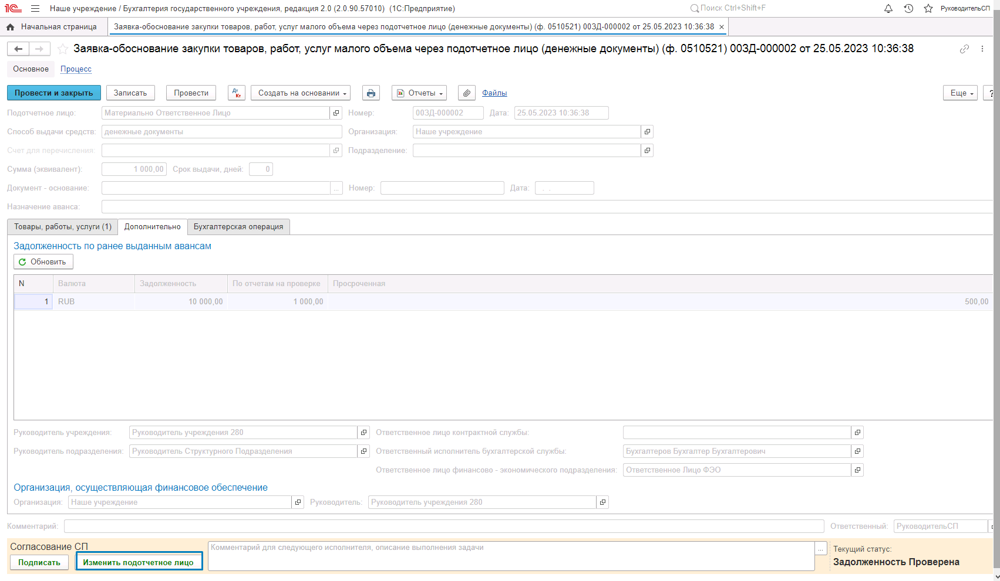 1С Наше учреждение / Бухгалтерия государственного учреждения, редакция 2.0 (2.0.90.57010) (1С:Предприятие) Поиск Ctrl+Shift+F РуководительСП
Начальная страница Заявка-обоснование закупки товаров, работ, услуг малого объема через подотчетное лицо (денежные документы) (ф. 0510521) 00ЗД-000002 от 25.05.2023 10:36:38 ×
Заявка-обоснование закупки товаров, работ, услуг малого объема через подотчетное лицо (денежные документы) (ф. 0510521) 00ЗД-000002 от 25.05.2023 10:36:38
Основное Процесс
Провести и закрыть Записать Провести Дт Кт Создать на основании Отчеты Файлы Еще ?
Подотчетное лицо: Материально Ответственное Лицо Номер: 00ЗД-000002 Дата: 25.05.2023 10:36:38
Способ выдачи средств: денежные документы Организация: Наше учреждение
Счет для перечисления: Подразделение:
Сумма (эквивалент): 1 000,00 Срок выдачи, дней: 0
Документ - основание: ... Номер: Дата: . .
Назначение аванса:
Товары, работы, услуги (1) Дополнительно Бухгалтерская операция
Задолженность по ранее выданным авансам
Обновить
N Валюта Задолженность По отчетам на проверке Просроченная
1 RUB 10 000,00 1 000,00 500,00
Руководитель учреждения: Руководитель учреждения 280 Ответственное лицо контрактной службы:
Руководитель подразделения: Руководитель Структурного Подразделения Ответственный исполнитель бухгалтерской службы: Бухгалтеров Бухгалтер Бухгалтерович
Ответственное лицо финансово - экономического подразделения: Ответственное Лицо ФЭО
Организация, осуществляющая финансовое обеспечение
Организация: Наше учреждение Руководитель: Руководитель учреждения 280
Комментарий: Ответственный: РуководительСП
Согласование СП Комментарий для следующего исполнителя, описание выполнения задачи ... Текущий статус:
Подписать Изменить подотчетное лицо Задолженность Проверена